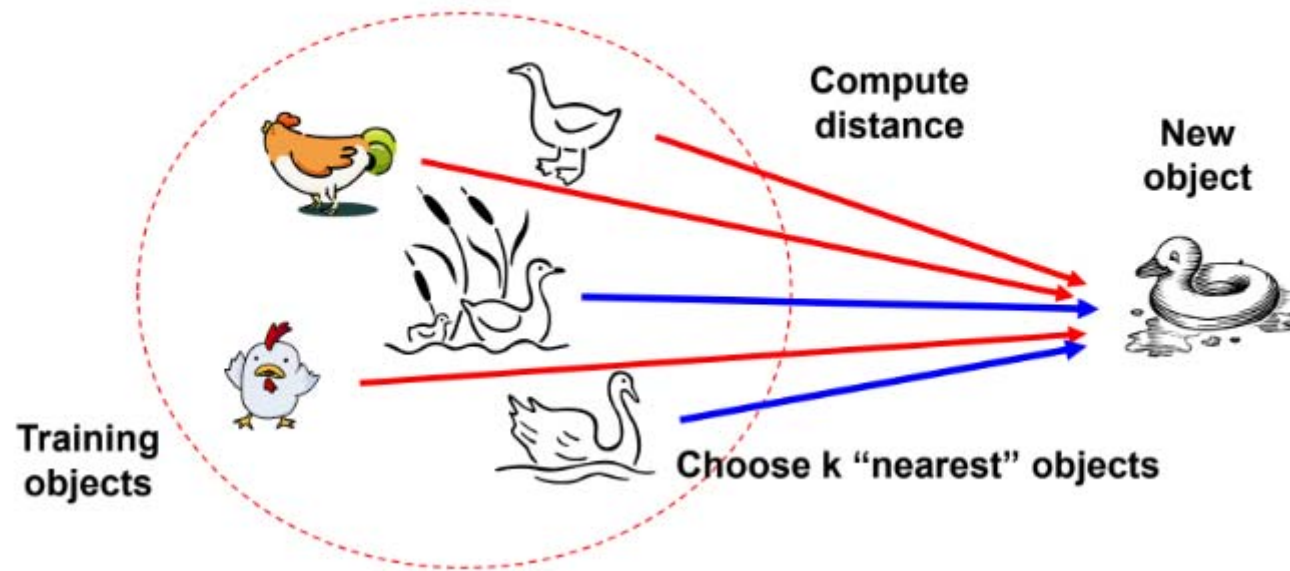 Compute
distance
New
object
Training
objects
Choose k “nearest” objects